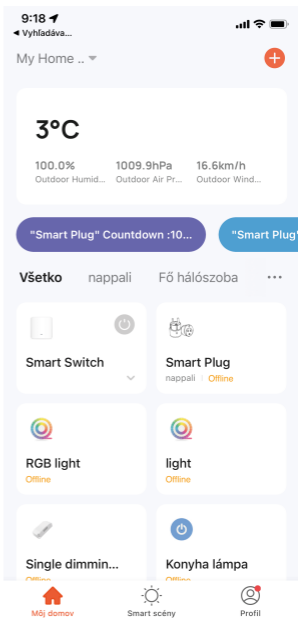 9:18
◀ Vyhľadáva...
My Home ..
3°C
100.0% 1009.9hPa 16.6km/h
Outdoor Humid... Outdoor Air Pr... Outdoor Wind...
"Smart Plug" Countdown :10... "Smart Plug"
Všetko nappali Fő hálószoba ...
Smart Switch Smart Plug
nappali | Offline
RGB light light
Offline Offline
Single dimmin... Konyha lámpa
Offline Offline
Môj domov Smart scény Profil